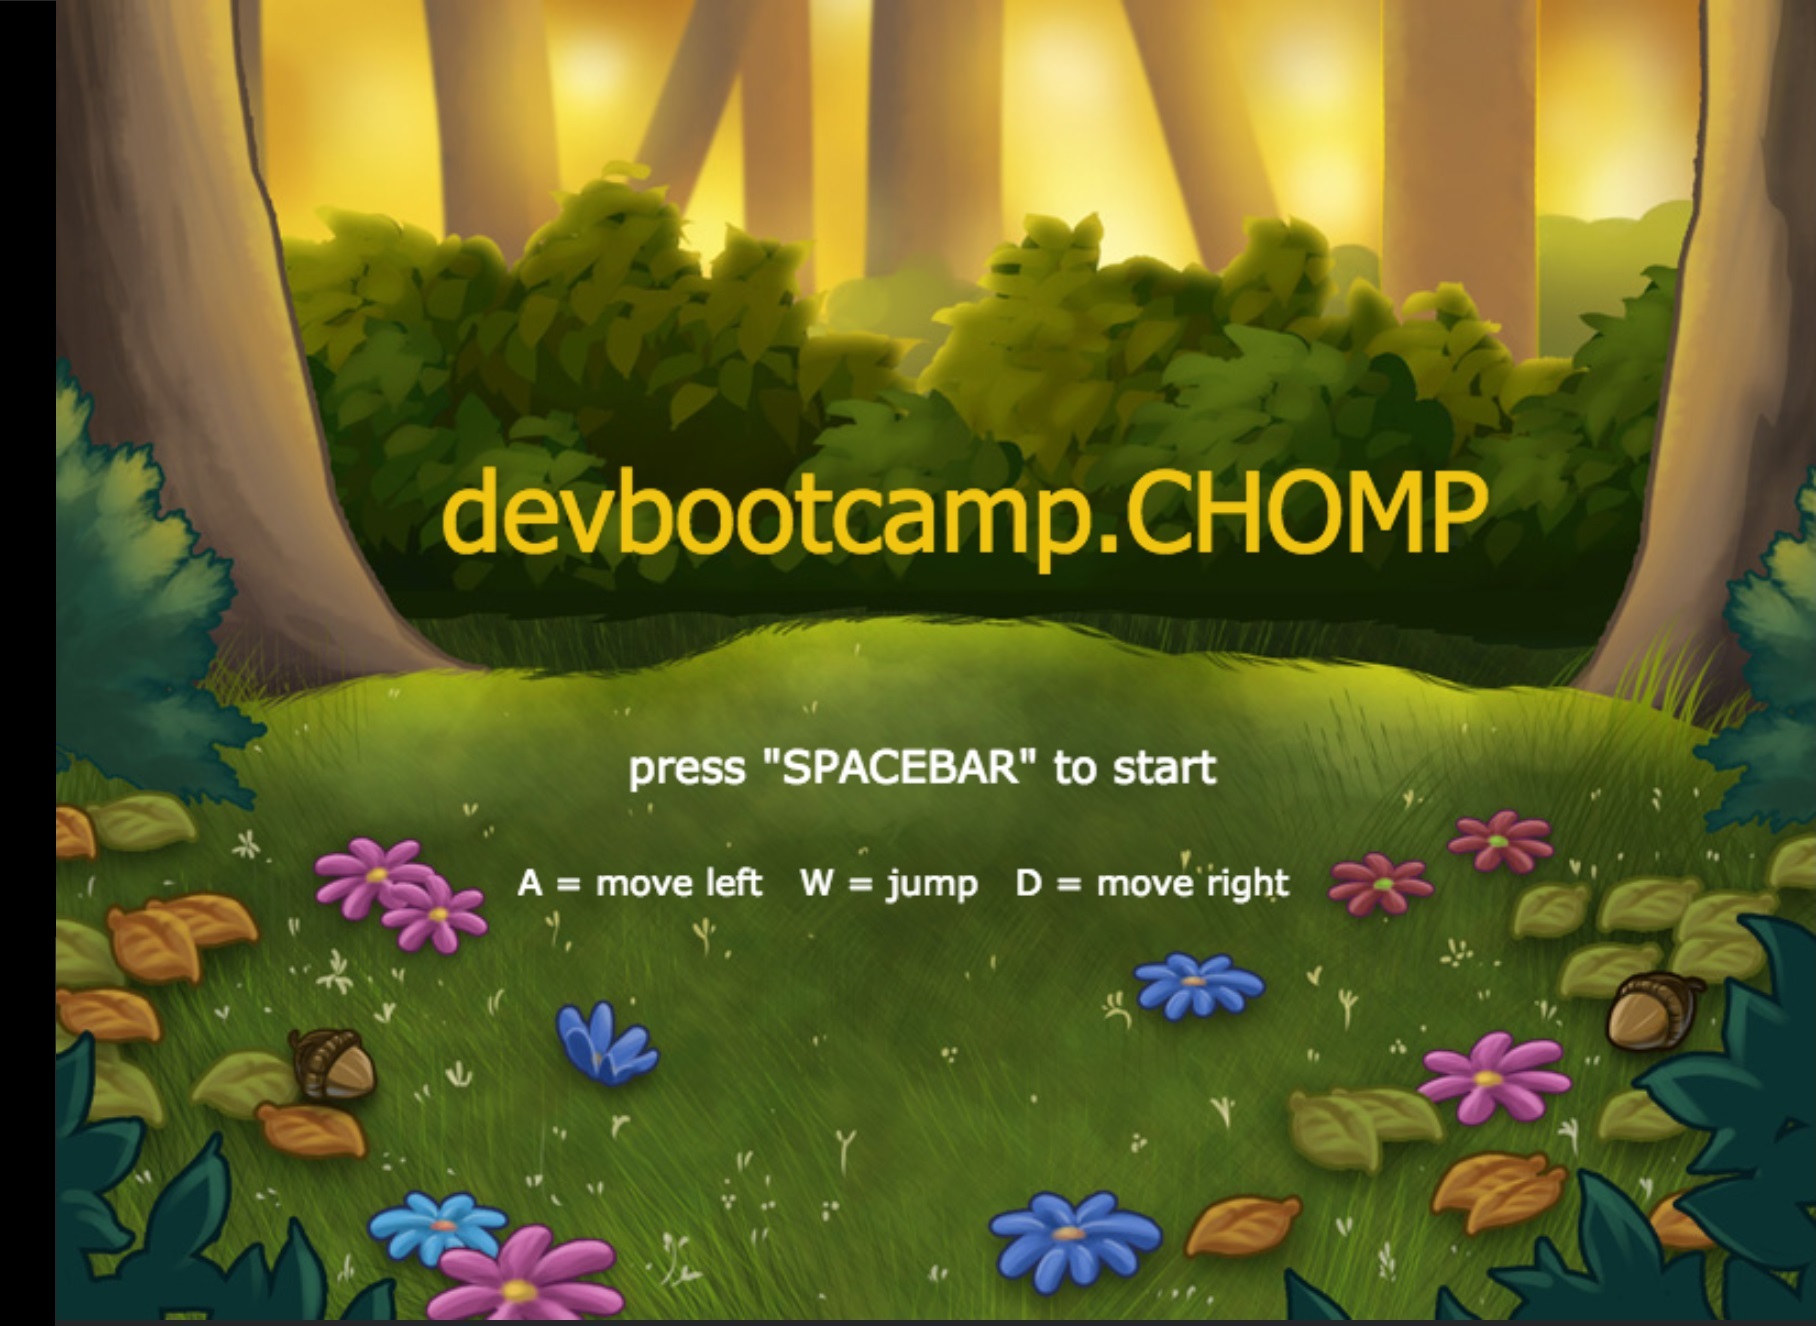 devbootcamp.CHOMP
press "SPACEBAR" to start
A = move left W = jump D = move right